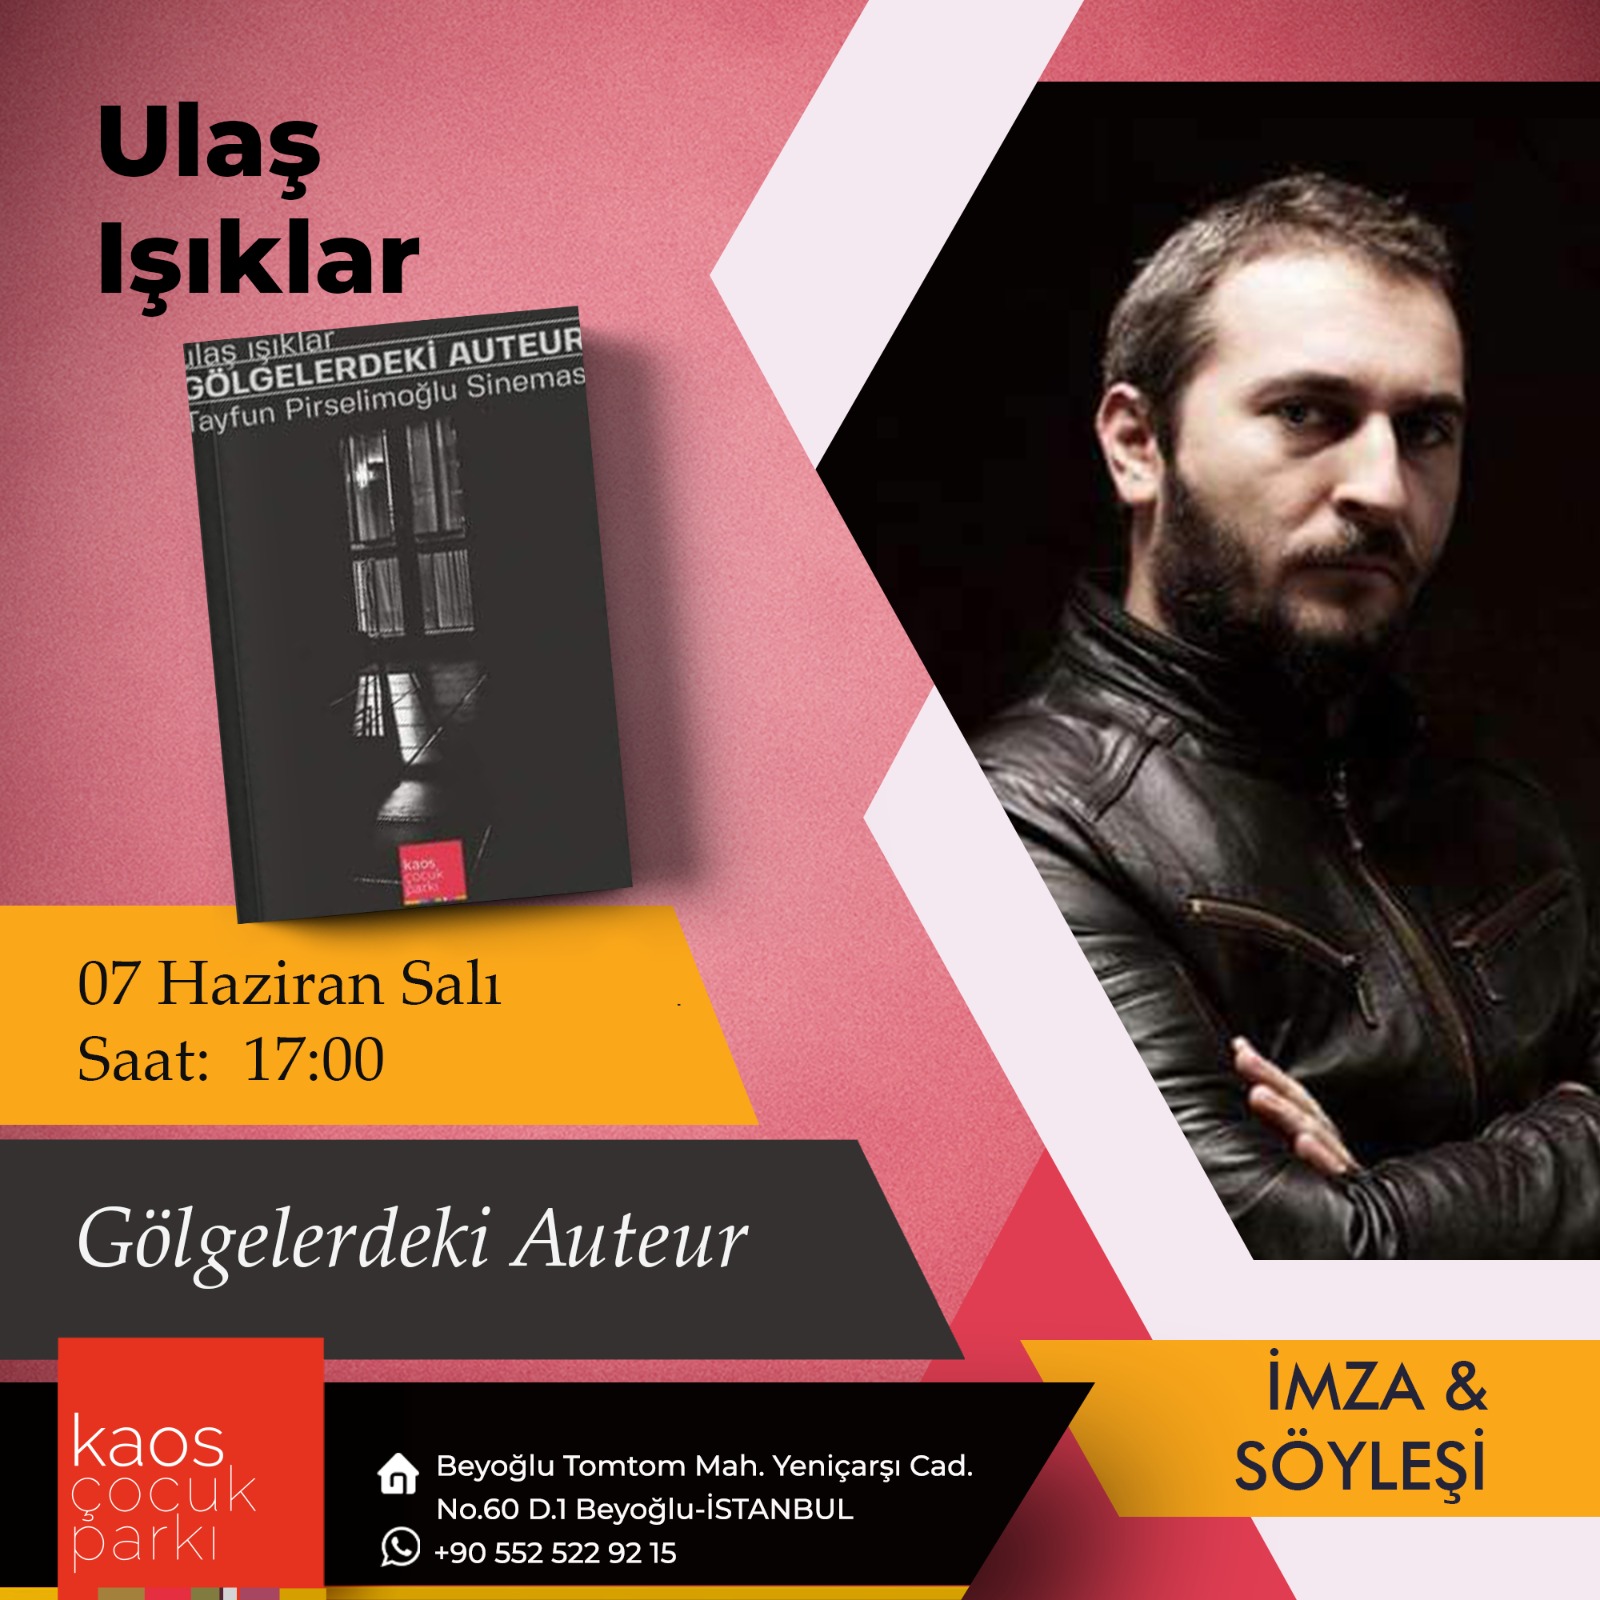 Ulaş
Işıklar
ulaş ışıklar
GÖLGELERDEKİ AUTEUR
Tayfun Pirselimoğlu Sinemas
kaos
çocuk
parkı
07 Haziran Salı
Saat: 17:00
Gölgelerdeki Auteur
kaos
çocuk
parkı
Beyoğlu Tomtom Mah. Yeniçarşı Cad.
No.60 D.1 Beyoğlu-İSTANBUL
+90 552 522 92 15
İMZA &
SÖYLEŞİ